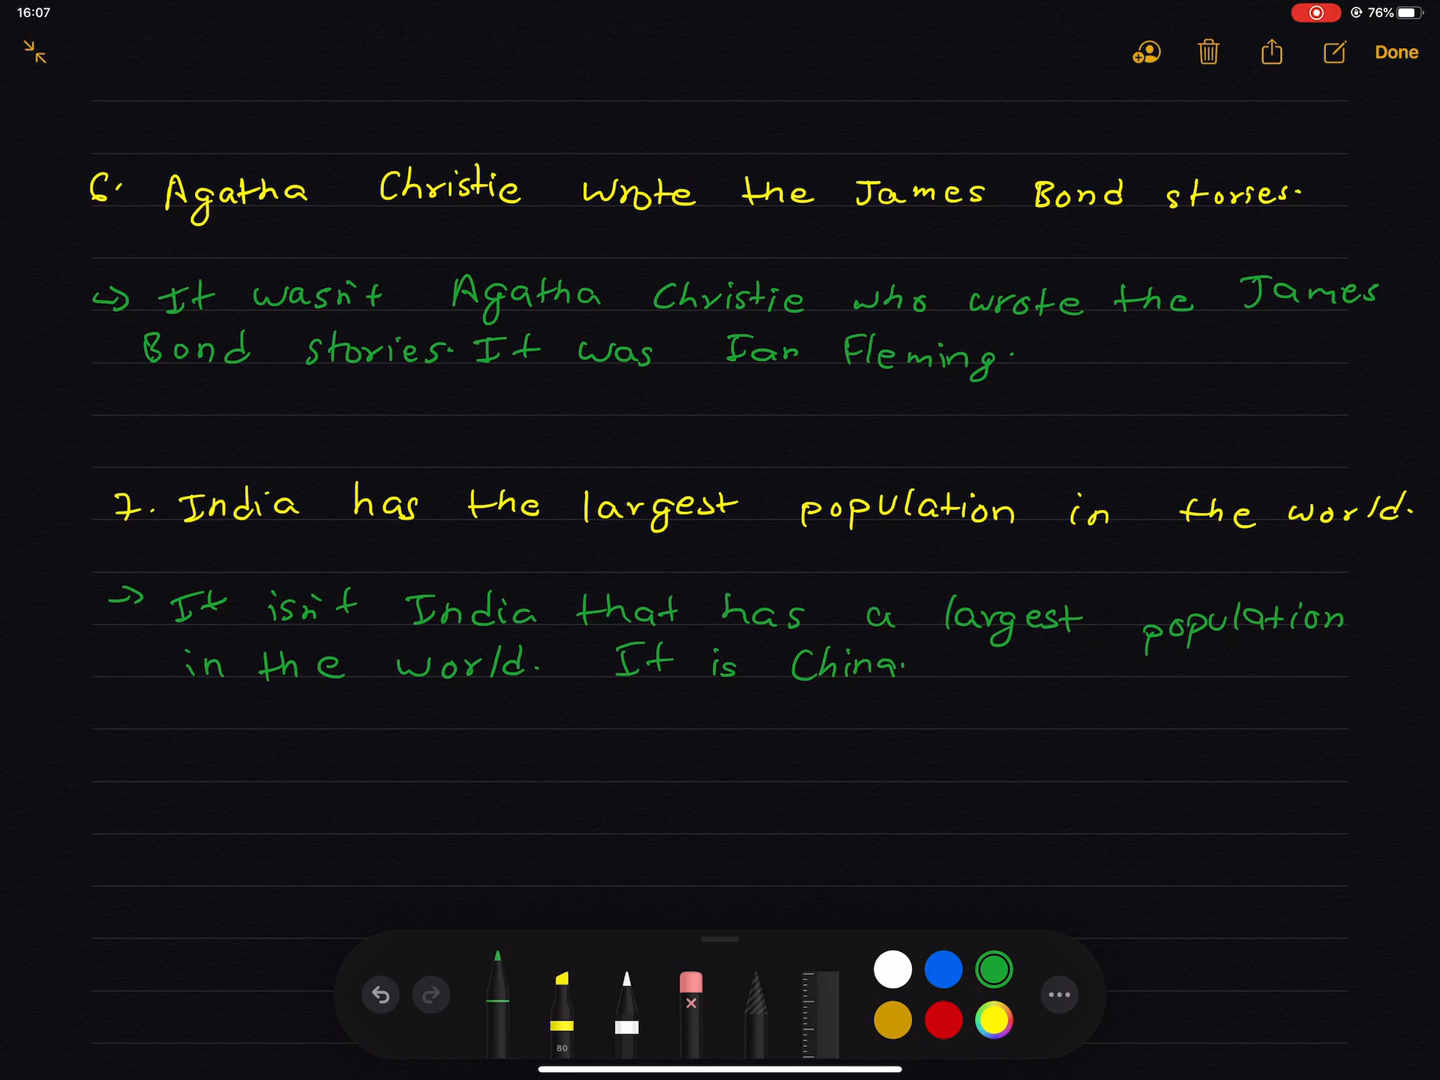 16:07
76%
Done
6. Agatha Christie wrote the James Bond stories.
↪ It wasn't Agatha Christie who wrote the James
Bond stories. It was Ian Fleming.
7. India has the largest population in the world.
→ It isn't India that has a largest population
in the world. It is China.
80